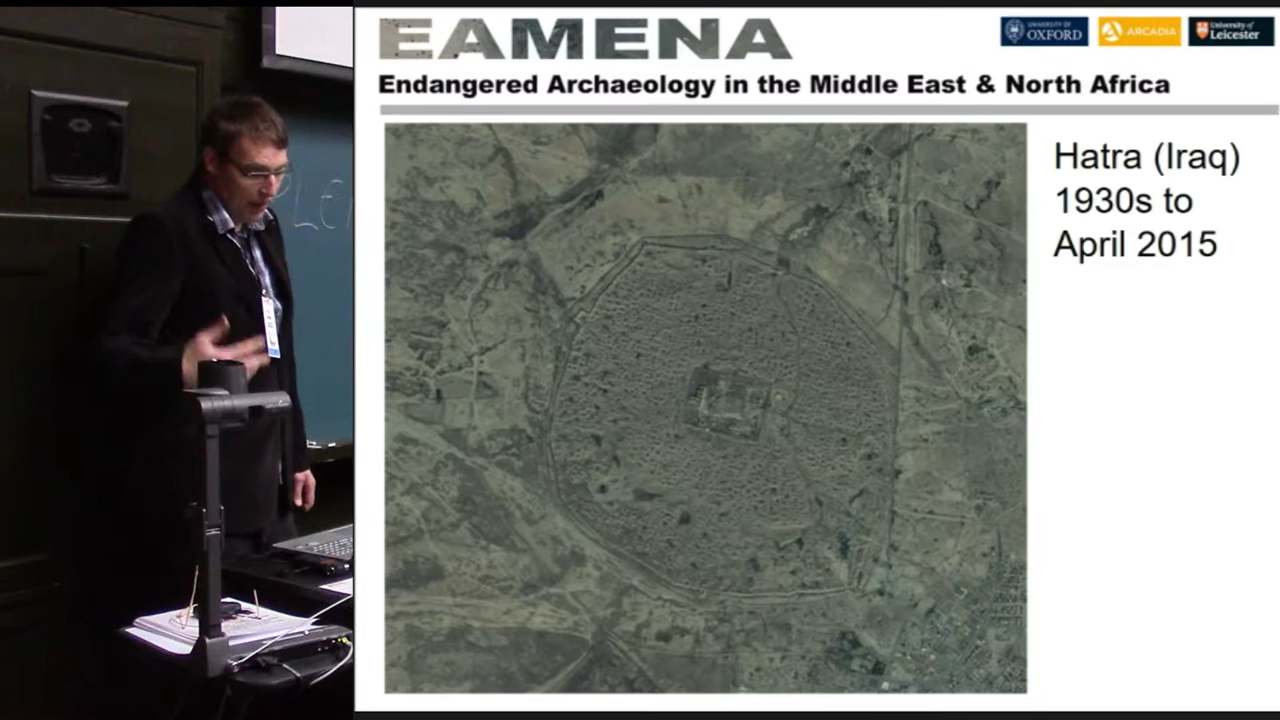 EAMENA
UNIVERSITY OF
OXFORD
ARCADIA
University of
Leicester
Endangered Archaeology in the Middle East & North Africa
Hatra (Iraq)
1930s to
April 2015
PLE